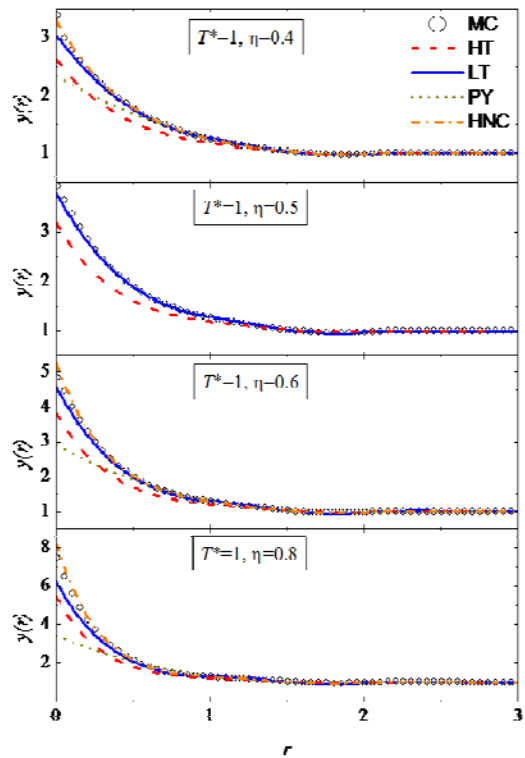 T*=1, η=0.4
MC
HT
LT
PY
HNC
y(r)
3
2
1
T*=1, η=0.5
y(r)
3
2
1
T*=1, η=0.6
y(r)
5
4
3
2
1
T*=1, η=0.8
y(r)
8
6
4
2
0 1 2 3
r